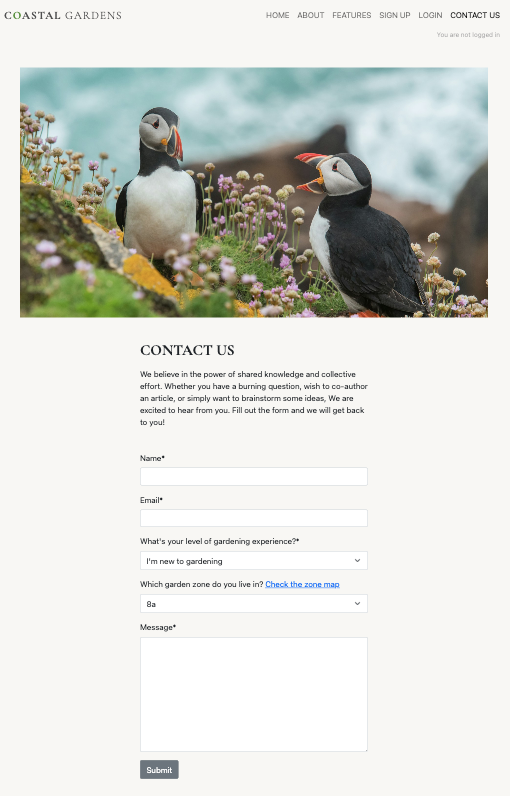 COASTAL GARDENS
HOME ABOUT FEATURES SIGN UP LOGIN CONTACT US
You are not logged in
CONTACT US
We believe in the power of shared knowledge and collective
effort. Whether you have a burning question, wish to co-author
an article, or simply want to brainstorm some ideas, We are
excited to hear from you. Fill out the form and we will get back
to you!
Name*
Email*
What's your level of gardening experience?*
I'm new to gardening
Which garden zone do you live in? Check the zone map
8a
Message*
Submit